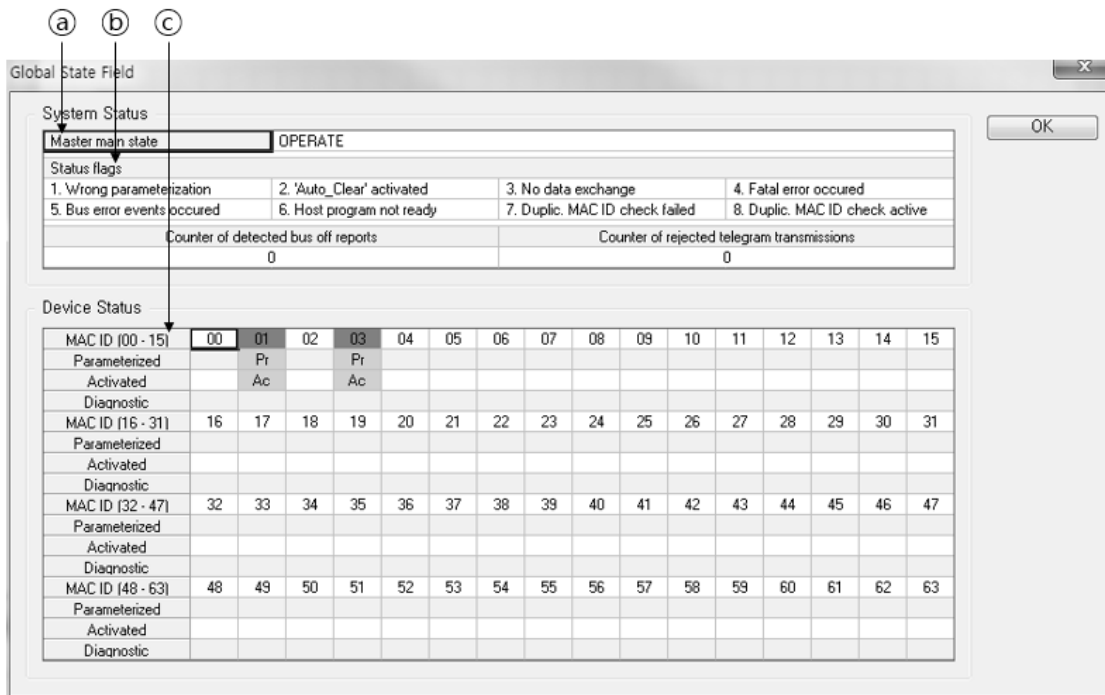 ⓐ ⓑ ⓒ
Global State Field
x
System Status
OK
Master main state OPERATE
Status flags
1. Wrong parameterization 2. 'Auto_Clear' activated 3. No data exchange 4. Fatal error occured
5. Bus error events occured 6. Host program not ready 7. Duplic. MAC ID check failed 8. Duplic. MAC ID check active
Counter of detected bus off reports Counter of rejected telegram transmissions
0 0
Device Status
MAC ID (00 - 15) 00 01 02 03 04 05 06 07 08 09 10 11 12 13 14 15
Parameterized Pr Pr
Activated Ac Ac
Diagnostic
MAC ID (16 - 31) 16 17 18 19 20 21 22 23 24 25 26 27 28 29 30 31
Parameterized
Activated
Diagnostic
MAC ID (32 - 47) 32 33 34 35 36 37 38 39 40 41 42 43 44 45 46 47
Parameterized
Activated
Diagnostic
MAC ID (48 - 63) 48 49 50 51 52 53 54 55 56 57 58 59 60 61 62 63
Parameterized
Activated
Diagnostic